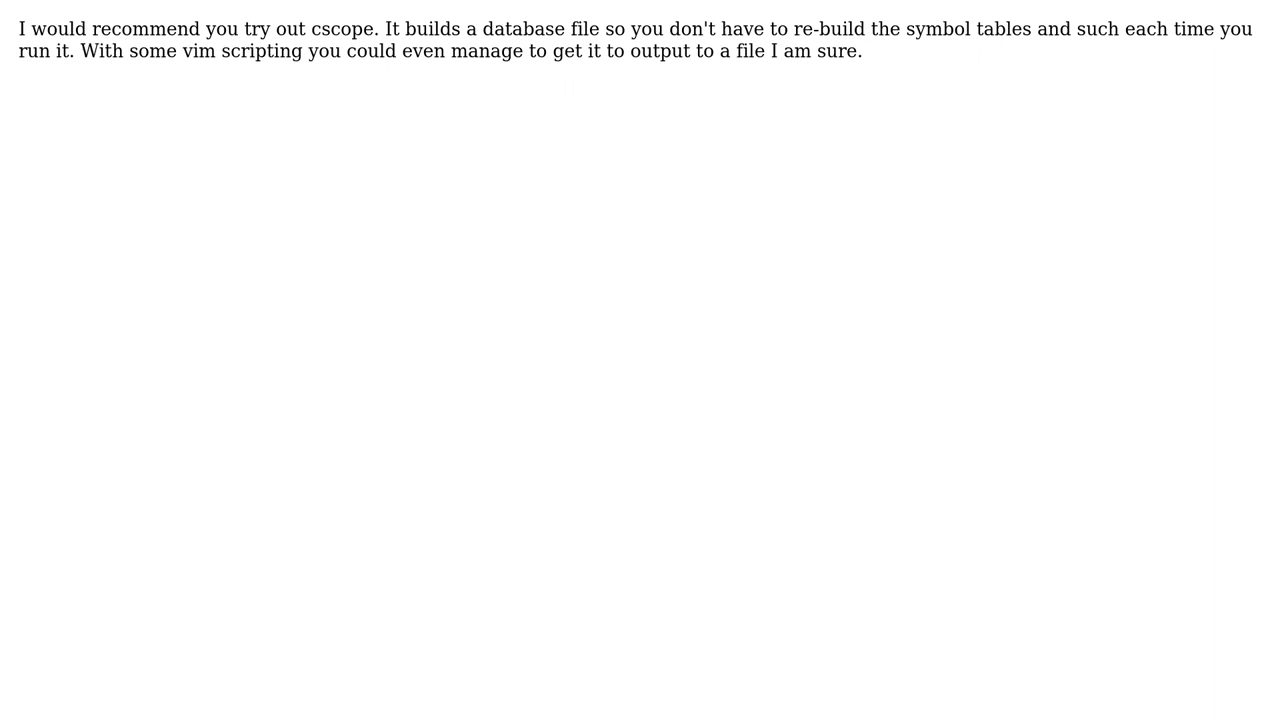 I would recommend you try out cscope. It builds a database file so you don't have to re-build the symbol tables and such each time you
run it. With some vim scripting you could even manage to get it to output to a file I am sure.